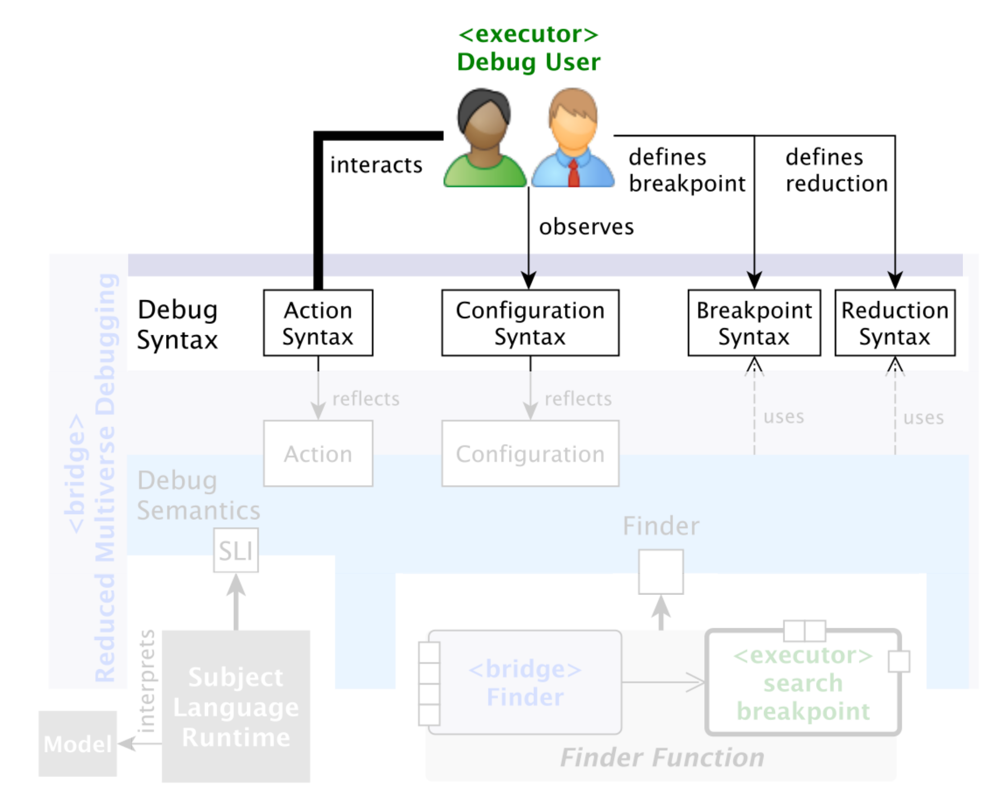 <executor>
Debug User
interacts
defines
breakpoint
defines
reduction
observes
Debug
Syntax
Action
Syntax
Configuration
Syntax
Breakpoint
Syntax
Reduction
Syntax
<bridge>
Reduced Multiverse Debugging
reflects
reflects
uses
uses
Action
Configuration
Debug
Semantics
SLI
Finder
interprets
Subject
Language
Runtime
Model
<bridge>
Finder
<executor>
search
breakpoint
Finder Function